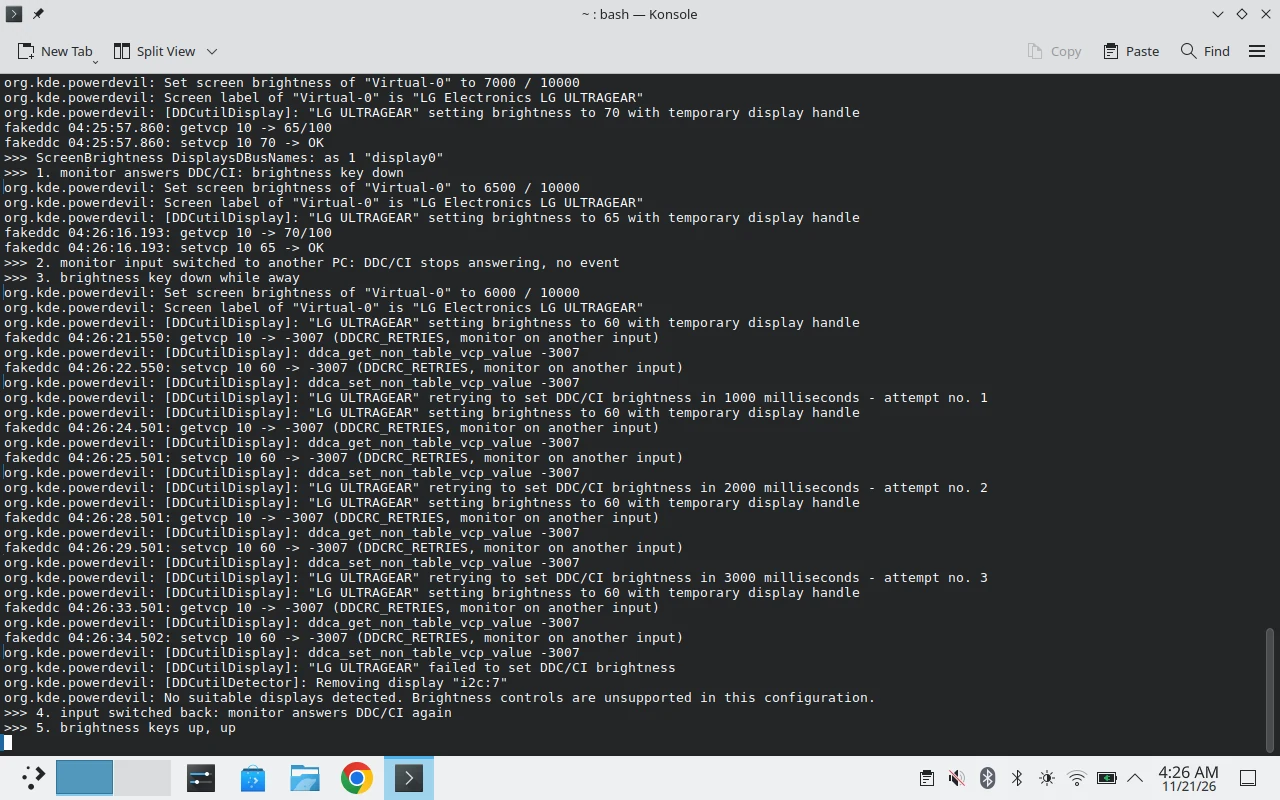 ~ : bash — Konsole
New Tab
Split View
Copy
Paste
Find
org.kde.powerdevil: Set screen brightness of "Virtual-0" to 7000 / 10000
org.kde.powerdevil: Screen label of "Virtual-0" is "LG Electronics LG ULTRAGEAR"
org.kde.powerdevil: [DDCutilDisplay]: "LG ULTRAGEAR" setting brightness to 70 with temporary display handle
fakeddc 04:25:57.860: getvcp 10 -> 65/100
fakeddc 04:25:57.860: setvcp 10 70 -> OK
>>> ScreenBrightness DisplaysDBusNames: as 1 "display0"
>>> 1. monitor answers DDC/CI: brightness key down
org.kde.powerdevil: Set screen brightness of "Virtual-0" to 6500 / 10000
org.kde.powerdevil: Screen label of "Virtual-0" is "LG Electronics LG ULTRAGEAR"
org.kde.powerdevil: [DDCutilDisplay]: "LG ULTRAGEAR" setting brightness to 65 with temporary display handle
fakeddc 04:26:16.193: getvcp 10 -> 70/100
fakeddc 04:26:16.193: setvcp 10 65 -> OK
>>> 2. monitor input switched to another PC: DDC/CI stops answering, no event
>>> 3. brightness key down while away
org.kde.powerdevil: Set screen brightness of "Virtual-0" to 6000 / 10000
org.kde.powerdevil: Screen label of "Virtual-0" is "LG Electronics LG ULTRAGEAR"
org.kde.powerdevil: [DDCutilDisplay]: "LG ULTRAGEAR" setting brightness to 60 with temporary display handle
fakeddc 04:26:21.550: getvcp 10 -> -3007 (DDCRC_RETRIES, monitor on another input)
org.kde.powerdevil: [DDCutilDisplay]: ddca_get_non_table_vcp_value -3007
fakeddc 04:26:22.550: setvcp 10 60 -> -3007 (DDCRC_RETRIES, monitor on another input)
org.kde.powerdevil: [DDCutilDisplay]: ddca_set_non_table_vcp_value -3007
org.kde.powerdevil: [DDCutilDisplay]: "LG ULTRAGEAR" retrying to set DDC/CI brightness in 1000 milliseconds - attempt no. 1
org.kde.powerdevil: [DDCutilDisplay]: "LG ULTRAGEAR" setting brightness to 60 with temporary display handle
fakeddc 04:26:24.501: getvcp 10 -> -3007 (DDCRC_RETRIES, monitor on another input)
org.kde.powerdevil: [DDCutilDisplay]: ddca_get_non_table_vcp_value -3007
fakeddc 04:26:25.501: setvcp 10 60 -> -3007 (DDCRC_RETRIES, monitor on another input)
org.kde.powerdevil: [DDCutilDisplay]: ddca_set_non_table_vcp_value -3007
org.kde.powerdevil: [DDCutilDisplay]: "LG ULTRAGEAR" retrying to set DDC/CI brightness in 2000 milliseconds - attempt no. 2
org.kde.powerdevil: [DDCutilDisplay]: "LG ULTRAGEAR" setting brightness to 60 with temporary display handle
fakeddc 04:26:28.501: getvcp 10 -> -3007 (DDCRC_RETRIES, monitor on another input)
org.kde.powerdevil: [DDCutilDisplay]: ddca_get_non_table_vcp_value -3007
fakeddc 04:26:29.501: setvcp 10 60 -> -3007 (DDCRC_RETRIES, monitor on another input)
org.kde.powerdevil: [DDCutilDisplay]: ddca_set_non_table_vcp_value -3007
org.kde.powerdevil: [DDCutilDisplay]: "LG ULTRAGEAR" retrying to set DDC/CI brightness in 3000 milliseconds - attempt no. 3
org.kde.powerdevil: [DDCutilDisplay]: "LG ULTRAGEAR" setting brightness to 60 with temporary display handle
fakeddc 04:26:33.501: getvcp 10 -> -3007 (DDCRC_RETRIES, monitor on another input)
org.kde.powerdevil: [DDCutilDisplay]: ddca_get_non_table_vcp_value -3007
fakeddc 04:26:34.502: setvcp 10 60 -> -3007 (DDCRC_RETRIES, monitor on another input)
org.kde.powerdevil: [DDCutilDisplay]: ddca_set_non_table_vcp_value -3007
org.kde.powerdevil: [DDCutilDisplay]: "LG ULTRAGEAR" failed to set DDC/CI brightness
org.kde.powerdevil: [DDCutilDetector]: Removing display "i2c:7"
org.kde.powerdevil: No suitable displays detected. Brightness controls are unsupported in this configuration.
>>> 4. input switched back: monitor answers DDC/CI again
>>> 5. brightness keys up, up
4:26 AM
11/21/26